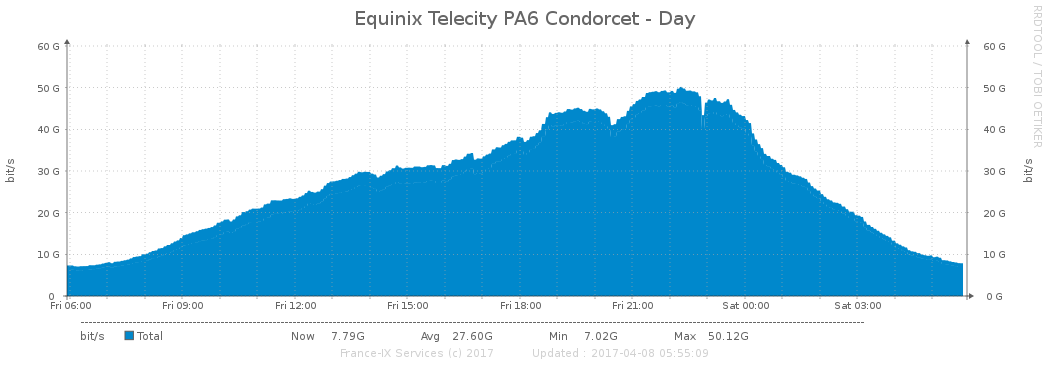 Equinix Telecity PA6 Condorcet - Day
RRDTOOL / TOBI OETIKER
60 G 60 G
50 G 50 G
40 G 40 G
30 G 30 G
20 G 20 G
10 G 10 G
0 0 G
bit/s bit/s
Fri 06:00 Fri 09:00 Fri 12:00 Fri 15:00 Fri 18:00 Fri 21:00 Sat 00:00 Sat 03:00
bit/s Total Now 7.79G Avg 27.60G Min 7.02G Max 50.12G
France-IX Services (c) 2017 Updated : 2017-04-08 05:55:09